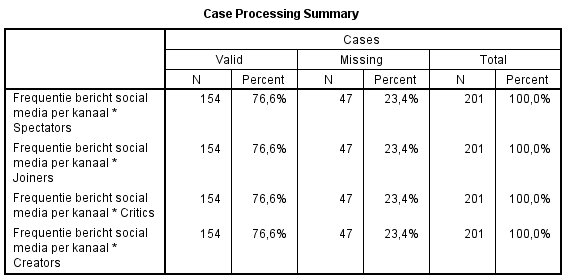 Case Processing Summary
Cases
Valid Missing Total
N Percent N Percent N Percent
Frequentie bericht social 154 76,6% 47 23,4% 201 100,0%
media per kanaal *
Spectators
Frequentie bericht social 154 76,6% 47 23,4% 201 100,0%
media per kanaal *
Joiners
Frequentie bericht social 154 76,6% 47 23,4% 201 100,0%
media per kanaal * Critics
Frequentie bericht social 154 76,6% 47 23,4% 201 100,0%
media per kanaal *
Creators